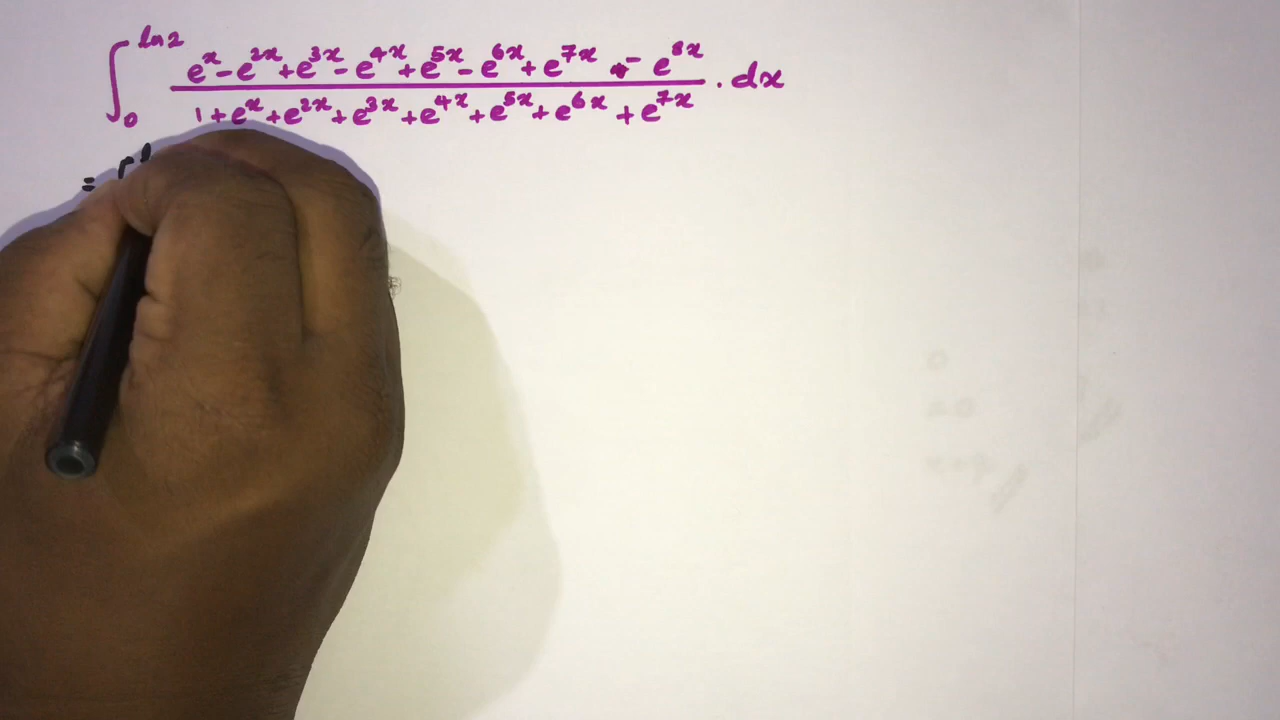 ∫₀^{ln2} (e^x - e^{2x} + e^{3x} - e^{4x} + e^{5x} - e^{6x} + e^{7x} - e^{8x}) / (1 + e^x + e^{2x} + e^{3x} + e^{4x} + e^{5x} + e^{6x} + e^{7x}) . dx
=